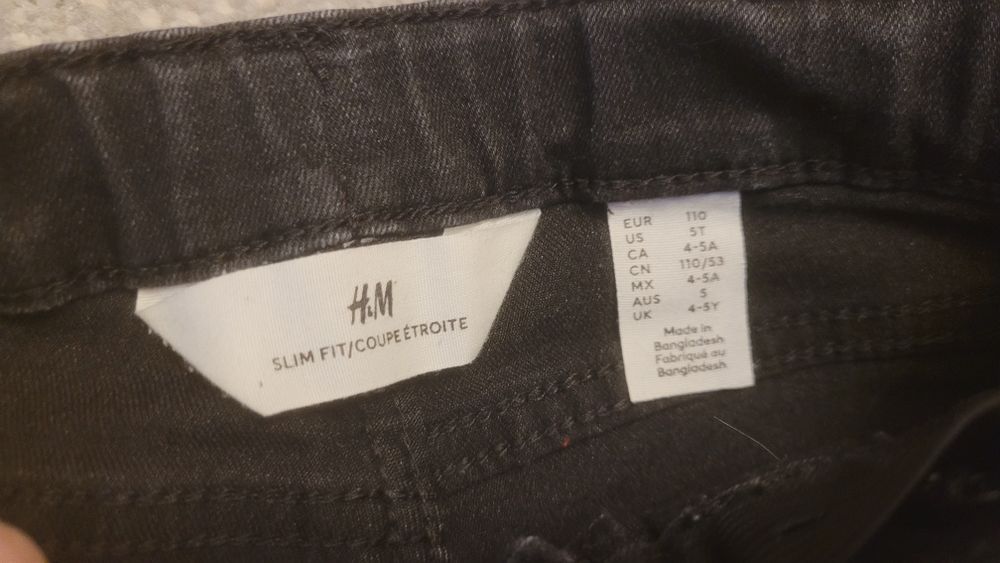 H&M
SLIM FIT/COUPE ÉTROITE
EUR 110
US 5T
CA 4-5A
CN 110/53
MX 4-5A
AUS 5
UK 4-5Y
Made in
Bangladesh
Fabriqué au
Bangladesh